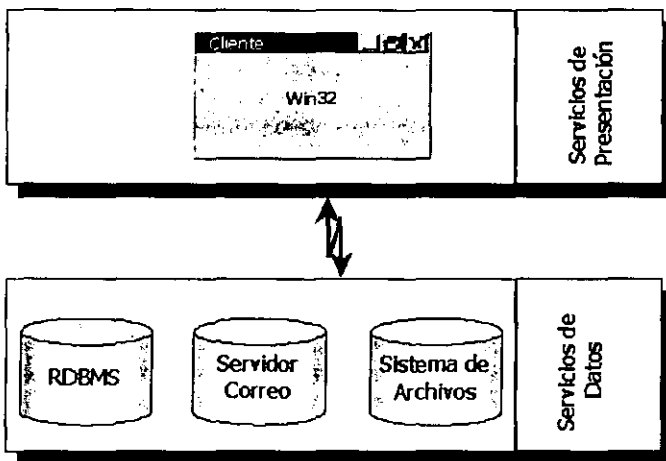 Cliente
Win32
Servicios de
Presentación
RDBMS
Servidor
Correo
Sistema de
Archivos
Servicios de
Datos